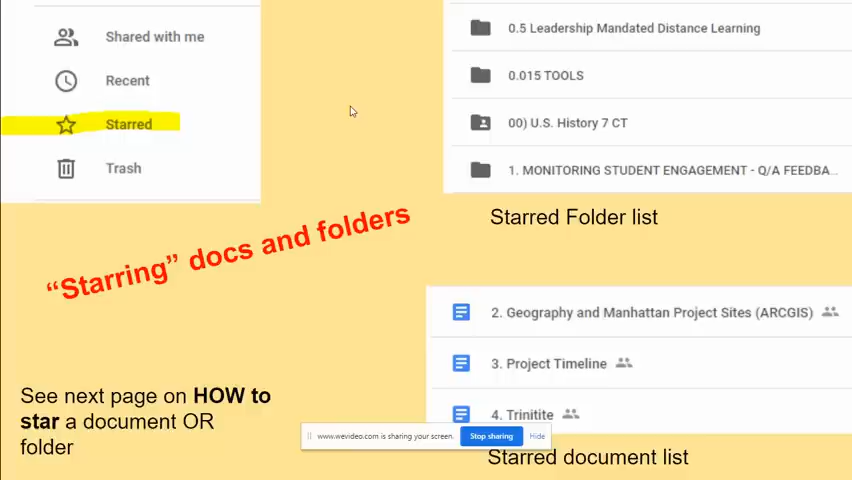 Shared with me
Recent
Starred
Trash
0.5 Leadership Mandated Distance Learning
0.015 TOOLS
00) U.S. History 7 CT
1. MONITORING STUDENT ENGAGEMENT - Q/A FEEDBA...
Starred Folder list
“Starring” docs and folders
2. Geography and Manhattan Project Sites (ARCGIS)
3. Project Timeline
4. Trinitite
Starred document list
See next page on HOW to
star a document OR
folder
www.wevideo.com is sharing your screen. Stop sharing Hide